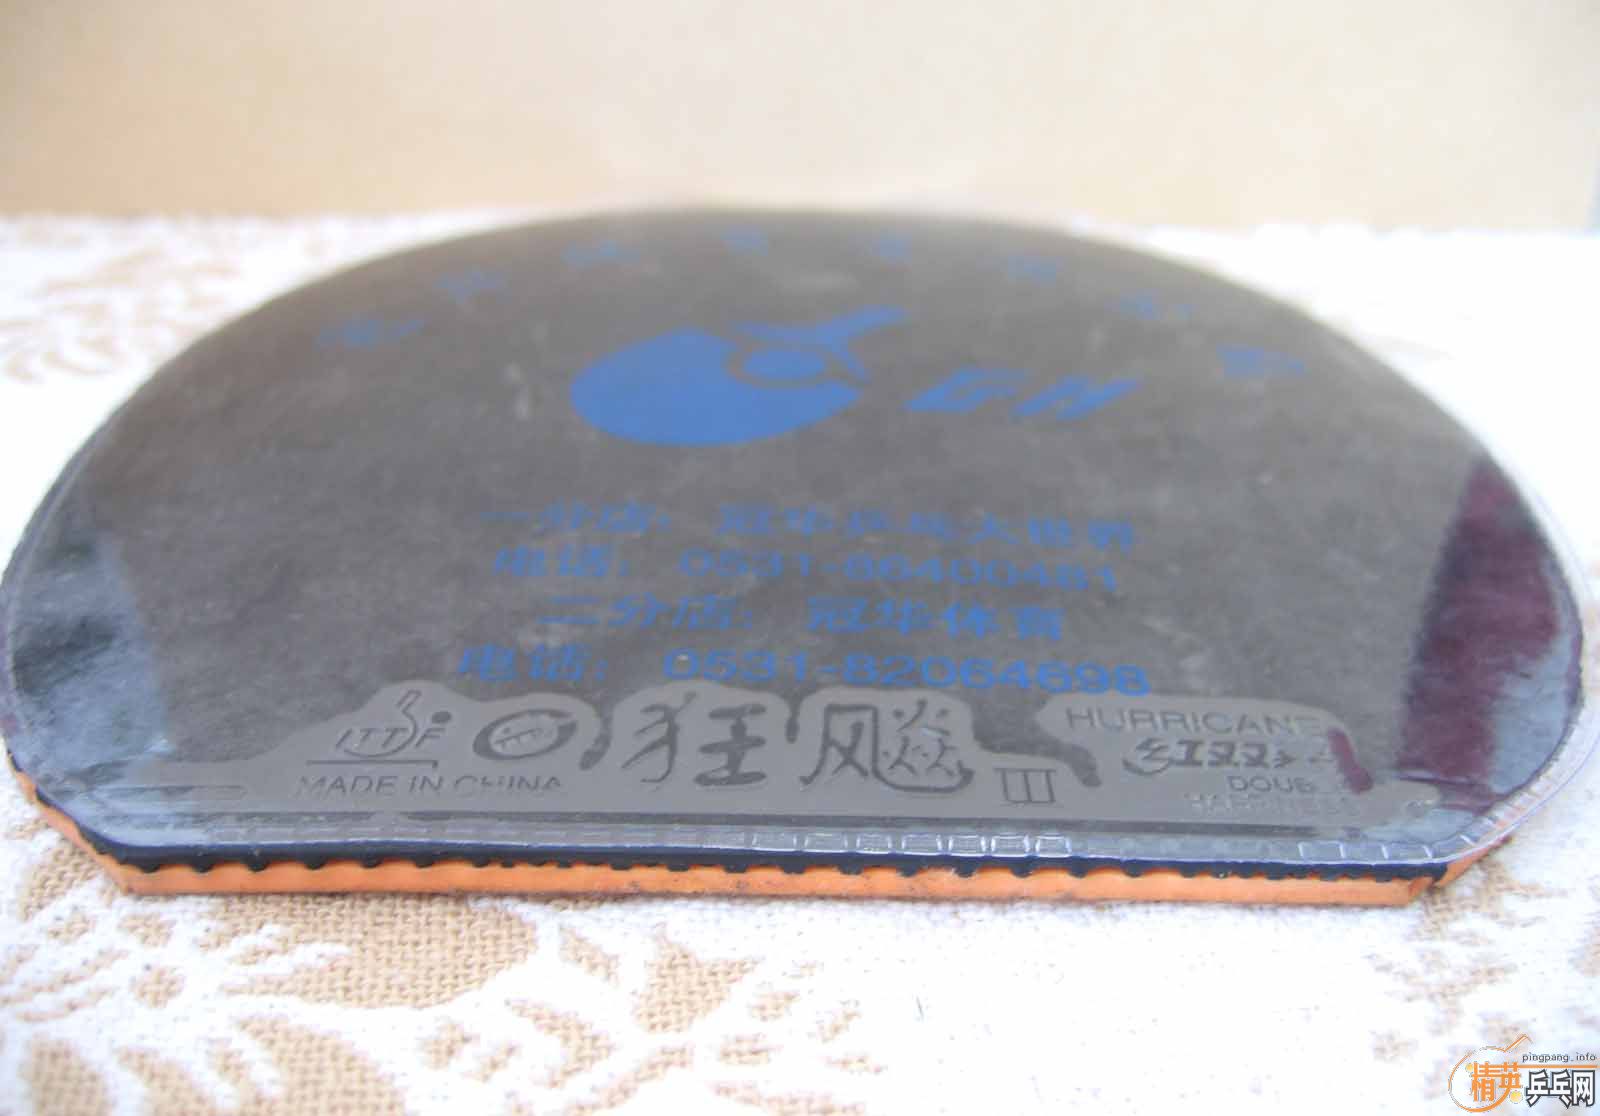 GH
一分店：冠华乒乓大世界
电话：0531-86400481
二分店：冠华体育
电话：0531-82064698
ITTF 狂飚 III HURRICANE
红双
MADE IN CHINA
DOUBLE
HAPPINESS
pingpang.info
精英乒乓网